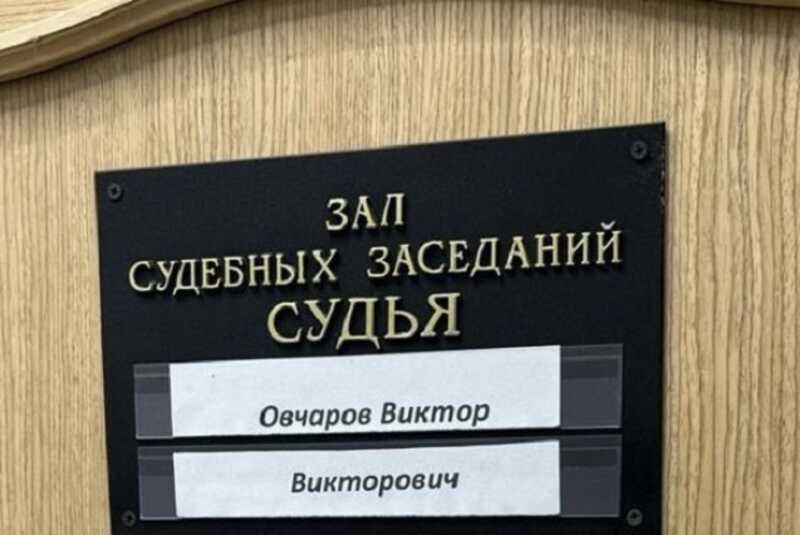 ЗАЛ
СУДЕБНЫХ ЗАСЕДАНИЙ
СУДЬЯ
Овчаров Виктор
Викторович